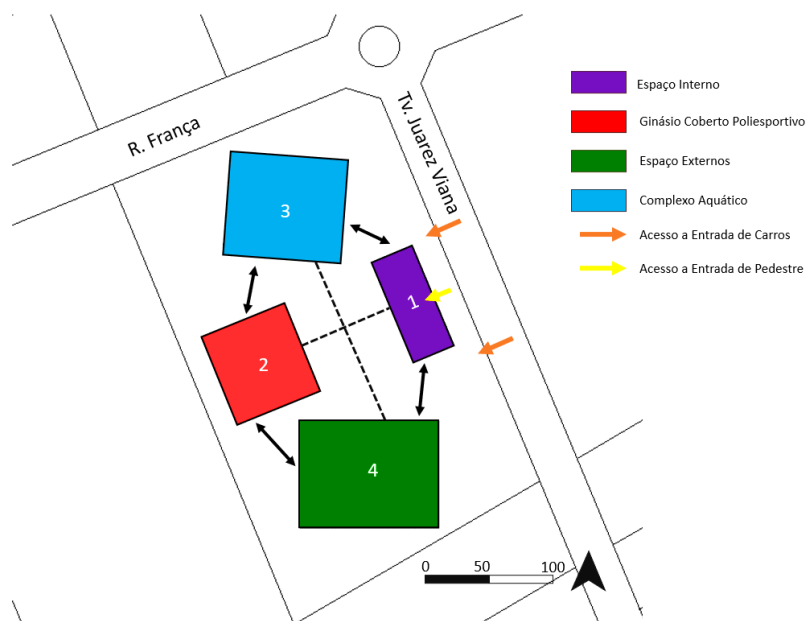 R. França
Tv. Juarez Viana
3
1
2
4
Espaço Interno
Ginásio Coberto Poliesportivo
Espaço Externos
Complexo Aquático
Acesso a Entrada de Carros
Acesso a Entrada de Pedestre
0 50 100